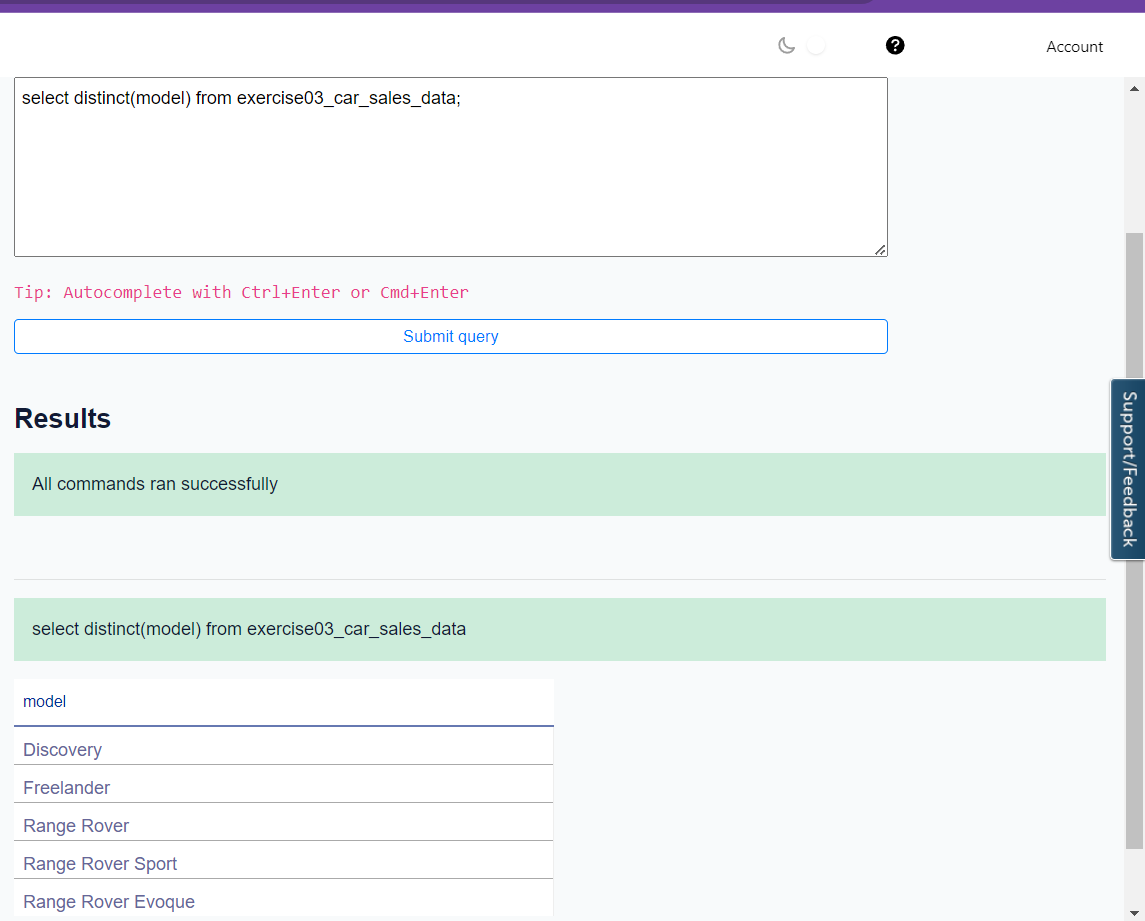 Account
select distinct(model) from exercise03_car_sales_data;
Tip: Autocomplete with Ctrl+Enter or Cmd+Enter
Submit query
Results
All commands ran successfully
Support/Feedback
select distinct(model) from exercise03_car_sales_data
model
Discovery
Freelander
Range Rover
Range Rover Sport
Range Rover Evoque